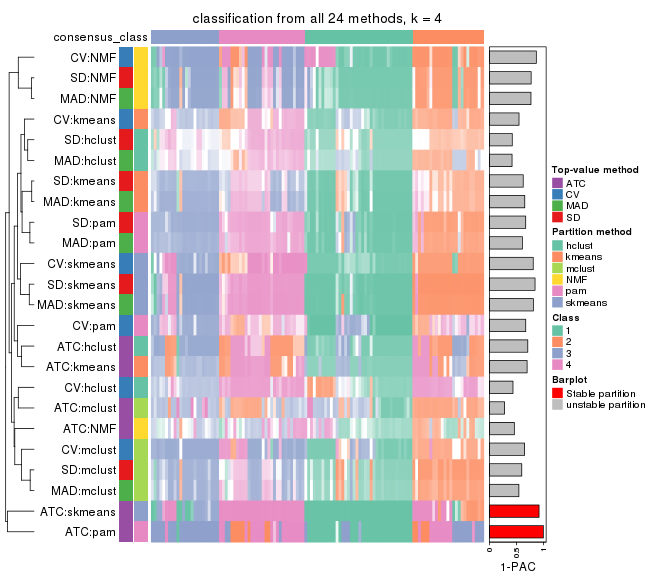 classification from all 24 methods, k = 4
consensus_class
CV:NMF
SD:NMF
MAD:NMF
CV:kmeans
SD:hclust
MAD:hclust
SD:kmeans
MAD:kmeans
SD:pam
MAD:pam
CV:skmeans
SD:skmeans
MAD:skmeans
CV:pam
ATC:hclust
ATC:kmeans
CV:hclust
ATC:mclust
ATC:NMF
CV:mclust
SD:mclust
MAD:mclust
ATC:skmeans
ATC:pam
0
0.5
1
1-PAC
Top-value method
ATC
CV
MAD
SD
Partition method
hclust
kmeans
mclust
NMF
pam
skmeans
Class
1
2
3
4
Barplot
Stable partition
unstable partition